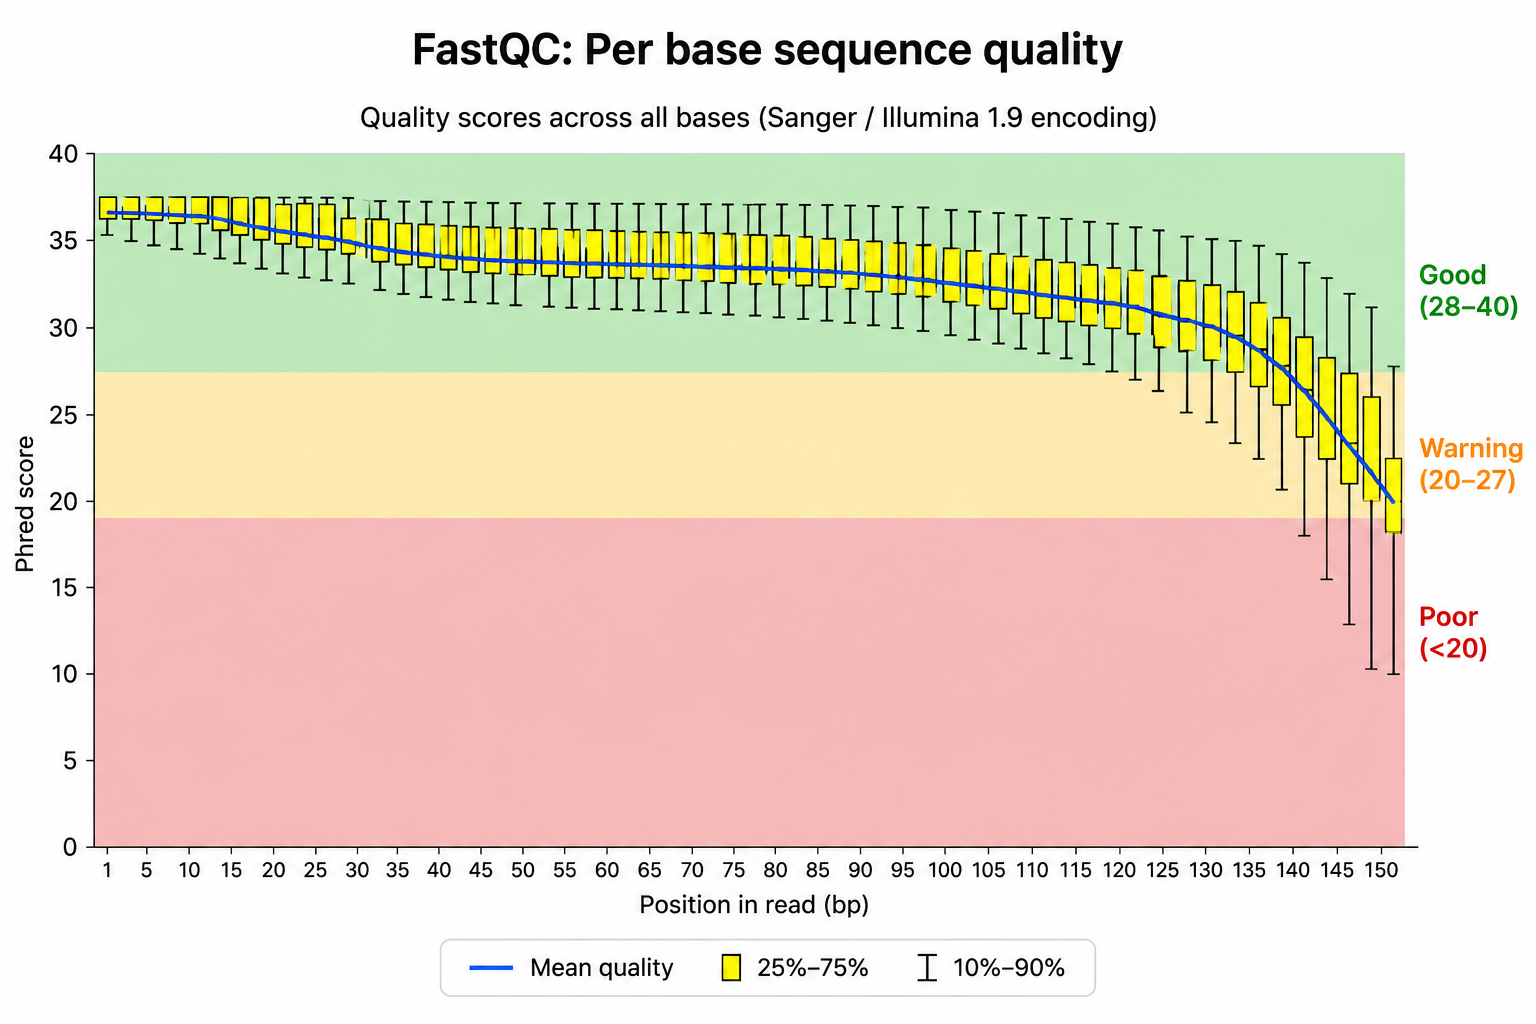 FastQC: Per base sequence quality
Quality scores across all bases (Sanger / Illumina 1.9 encoding)
40
35
30
25
20
15
10
5
0
Phred score
Good
(28–40)
Warning
(20–27)
Poor
(<20)
1 5 10 15 20 25 30 35 40 45 50 55 60 65 70 75 80 85 90 95 100 105 110 115 120 125 130 135 140 145 150
Position in read (bp)
Mean quality 25%–75% 10%–90%